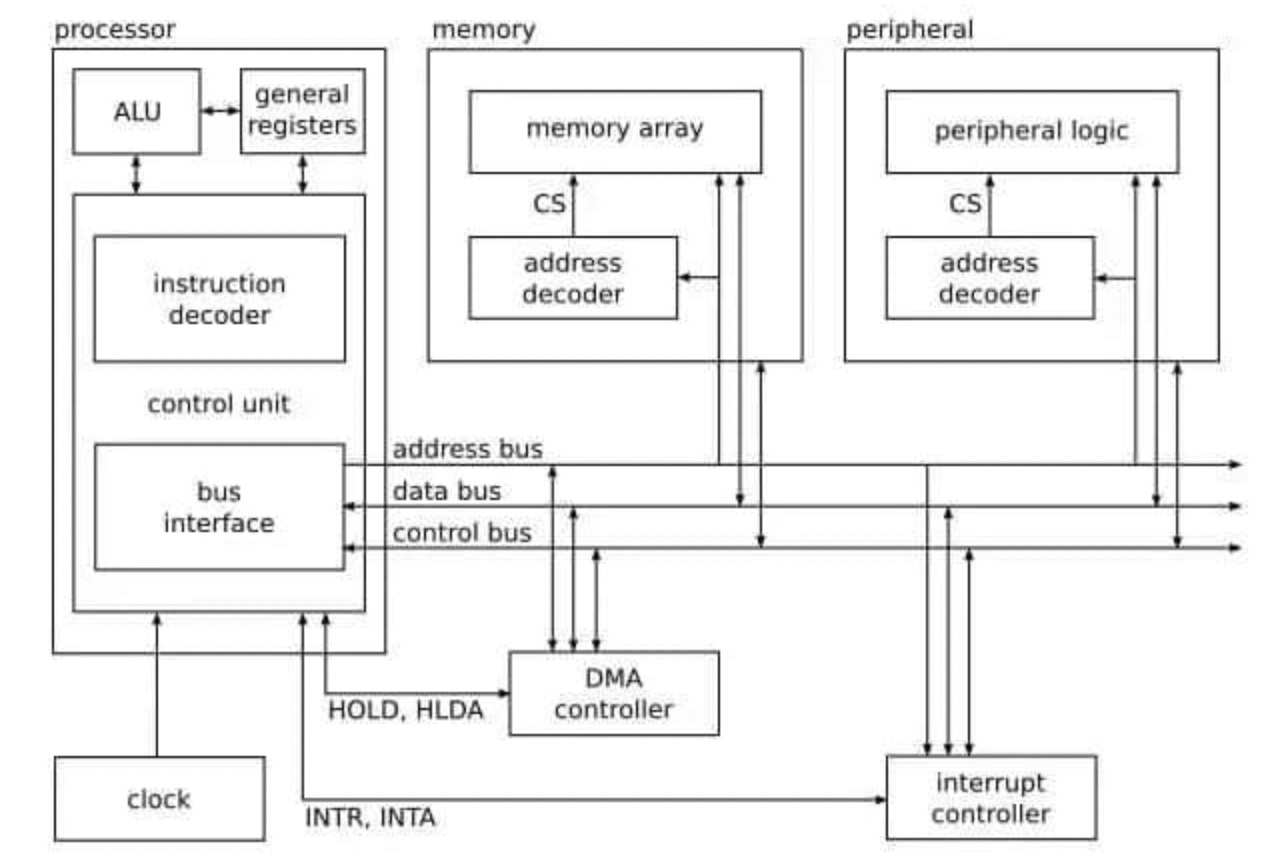 processor
memory
peripheral
ALU
general
registers
memory array
peripheral logic
CS
CS
instruction
decoder
address
decoder
address
decoder
control unit
bus
interface
address bus
data bus
control bus
DMA
controller
HOLD, HLDA
clock
INTR, INTA
interrupt
controller